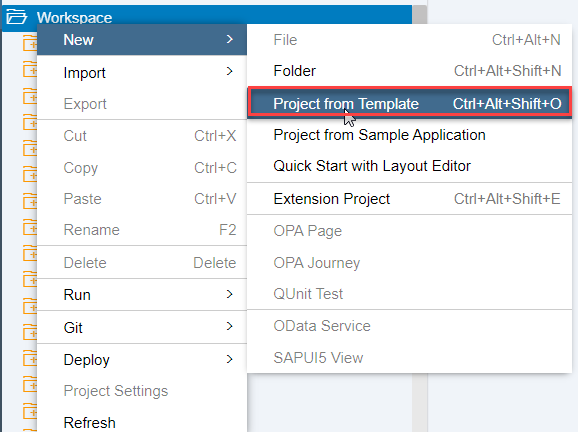 Workspace
New >
Import >
Export
Cut Ctrl+X
Copy Ctrl+C
Paste Ctrl+V
Rename F2
Delete Delete
Run >
Git >
Deploy >
Project Settings
Refresh
File Ctrl+Alt+N
Folder Ctrl+Alt+Shift+N
Project from Template Ctrl+Alt+Shift+O
Project from Sample Application
Quick Start with Layout Editor
Extension Project Ctrl+Alt+Shift+E
OPA Page
OPA Journey
QUnit Test
OData Service
SAPUI5 View